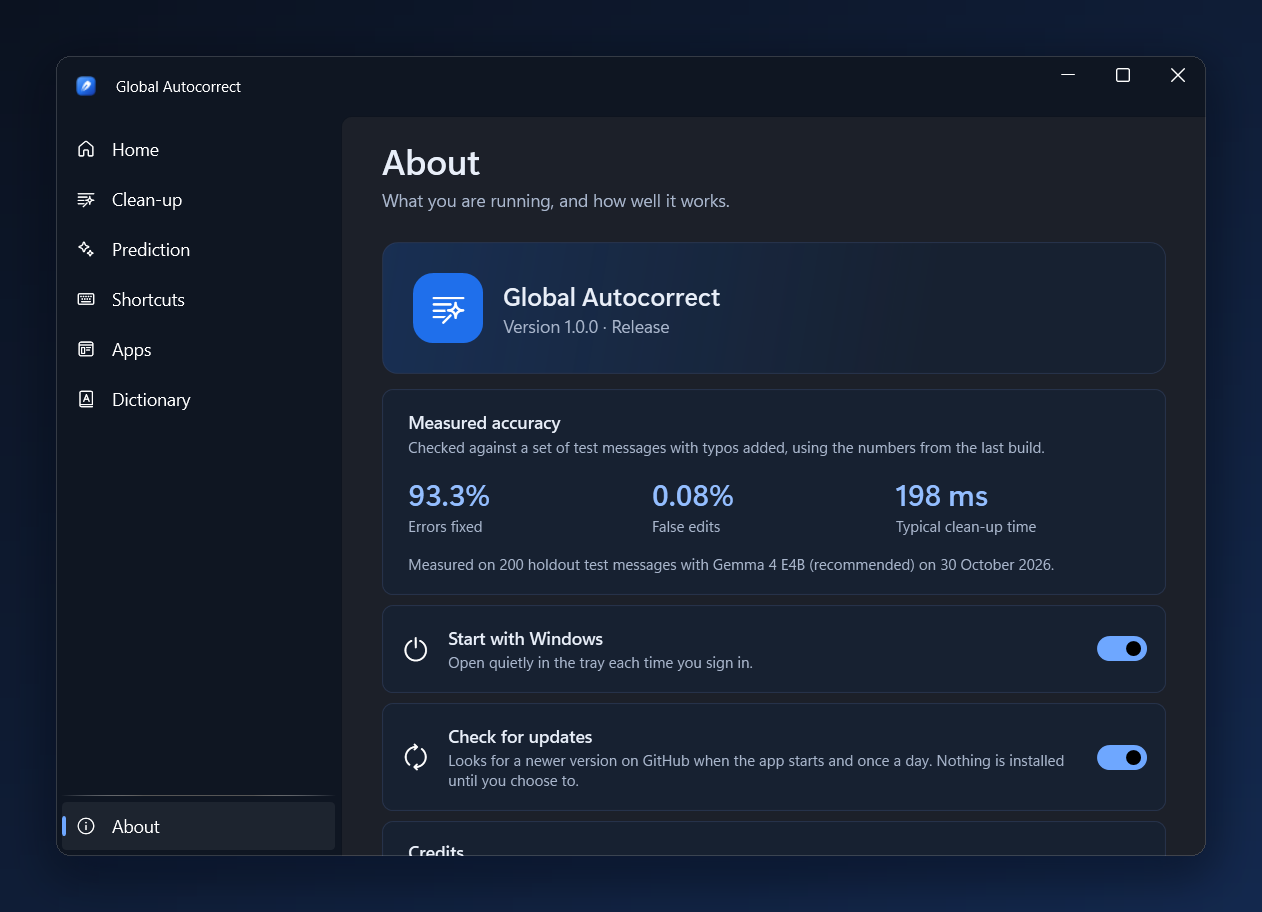 Global Autocorrect
Home
Clean-up
Prediction
Shortcuts
Apps
Dictionary
About
About
What you are running, and how well it works.
Global Autocorrect
Version 1.0.0 · Release
Measured accuracy
Checked against a set of test messages with typos added, using the numbers from the last build.
93.3%
0.08%
198 ms
Errors fixed
False edits
Typical clean-up time
Measured on 200 holdout test messages with Gemma 4 E4B (recommended) on 30 October 2026.
Start with Windows
Open quietly in the tray each time you sign in.
Check for updates
Looks for a newer version on GitHub when the app starts and once a day. Nothing is installed
until you choose to.
Credits